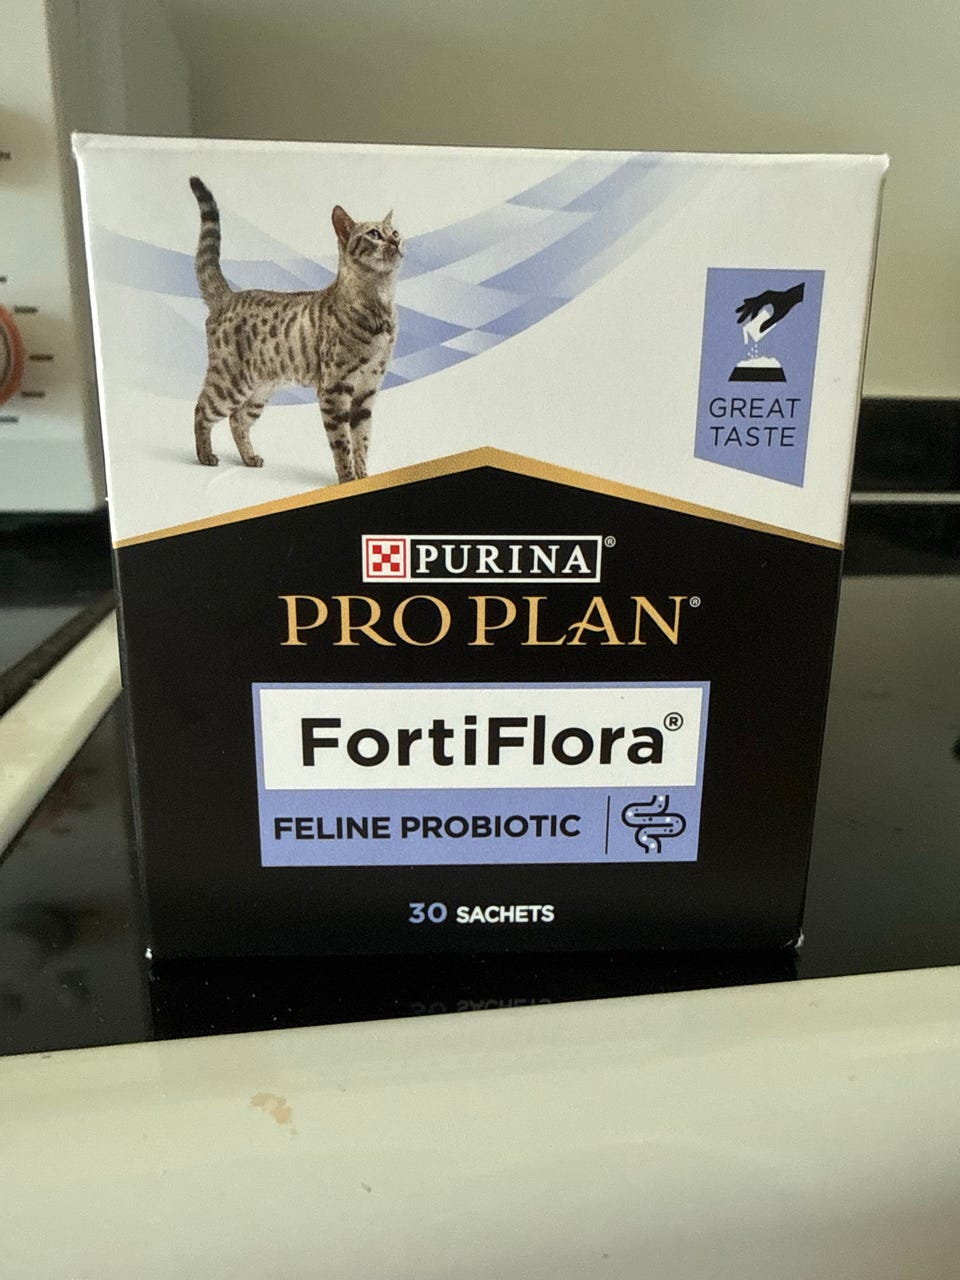 GREAT
TASTE
PURINA®
PRO PLAN®
FortiFlora®
FELINE PROBIOTIC
30 SACHETS